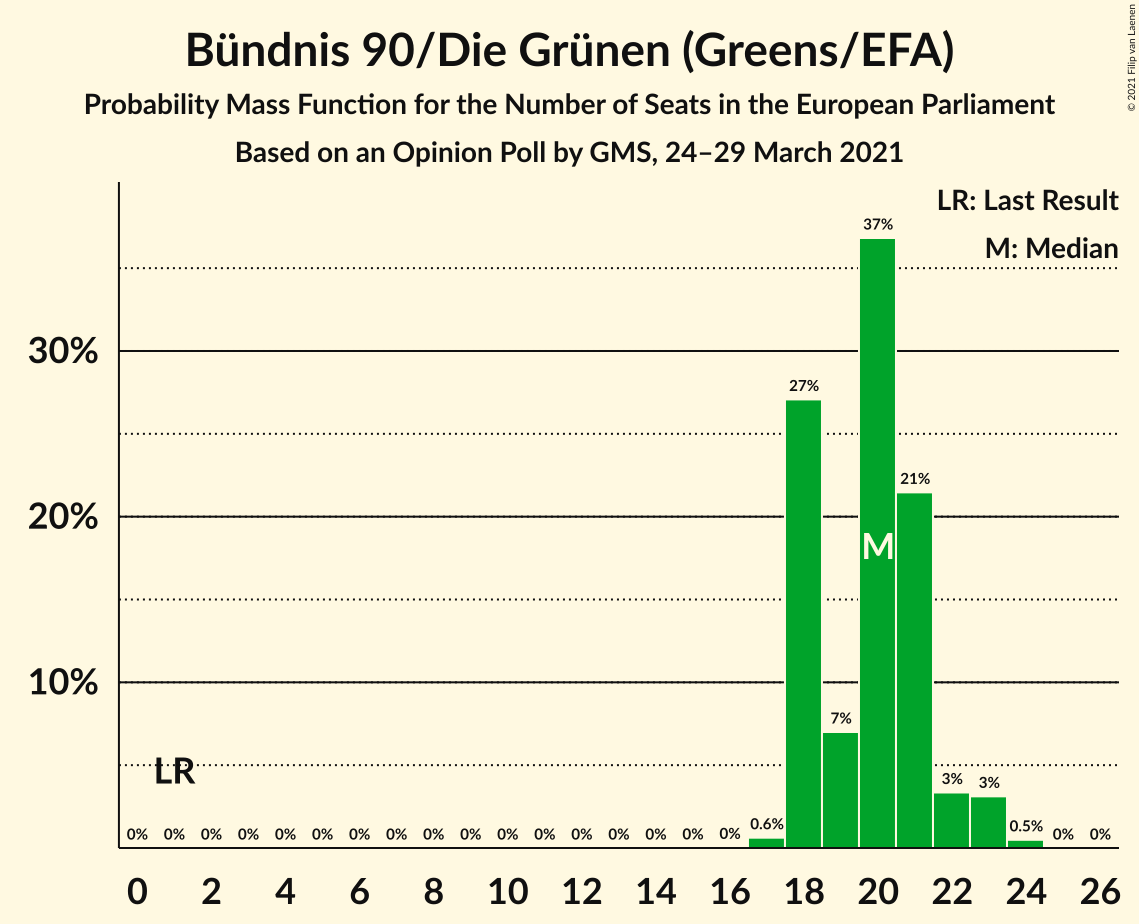 Bündnis 90/Die Grünen (Greens/EFA)
Probability Mass Function for the Number of Seats in the European Parliament
Based on an Opinion Poll by GMS, 24–29 March 2021
© 2021 Filip van Laenen
LR: Last Result
M: Median
37%
30%
27%
21%
20%
M
10%
7%
LR
3% 3%
0% 0% 0% 0% 0% 0% 0% 0% 0% 0% 0% 0% 0% 0% 0% 0% 0% 0.6% 0.5% 0% 0%
0 2 4 6 8 10 12 14 16 18 20 22 24 26